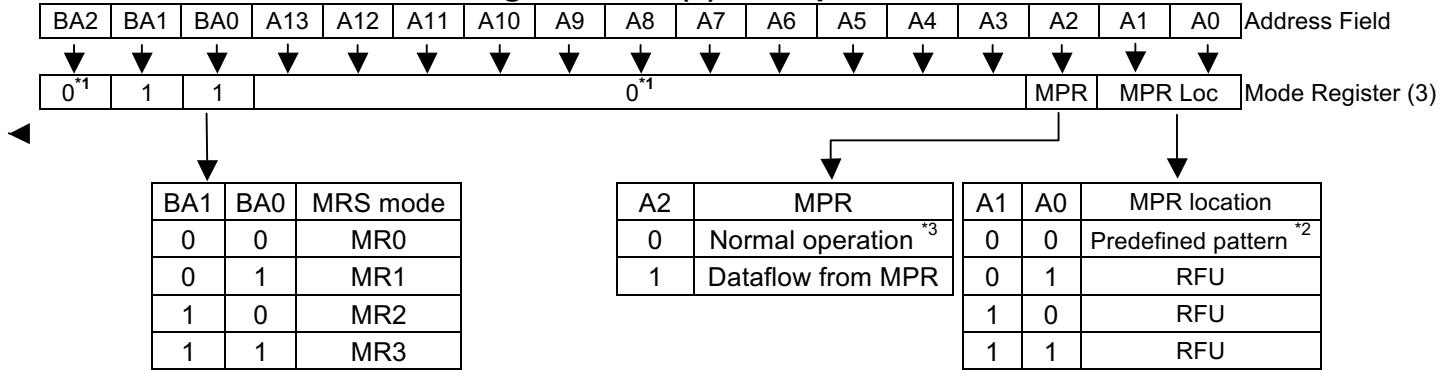 BA2 BA1 BA0 A13 A12 A11 A10 A9 A8 A7 A6 A5 A4 A3 A2 A1 A0 Address Field
0*1 1 1 0*1 MPR MPR Loc Mode Register (3)
BA1 BA0 MRS mode
0 0 MR0
0 1 MR1
1 0 MR2
1 1 MR3
A2 MPR
0 Normal operation *3
1 Dataflow from MPR
A1 A0 MPR location
0 0 Predefined pattern *2
0 1 RFU
1 0 RFU
1 1 RFU